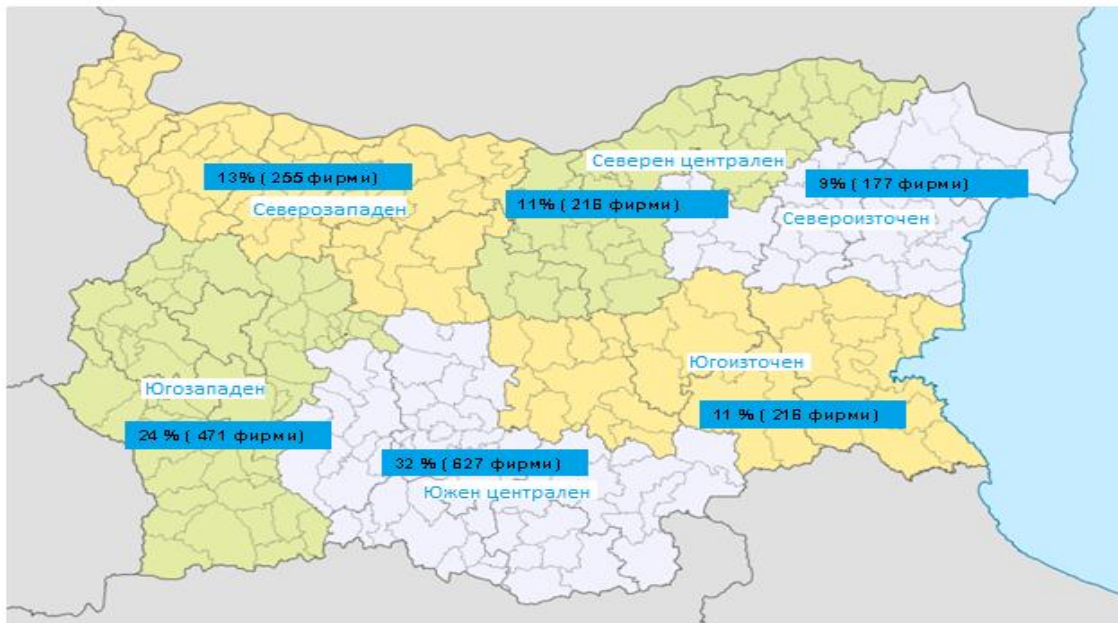 Северен централен
13% ( 255 фирми)
9% ( 177 фирми)
Северозападен
11% ( 216 фирми)
Североизточен
Югоизточен
Югозападен
11 % ( 216 фирми)
24 % ( 471 фирми)
32 % ( 627 фирми)
Южен централен